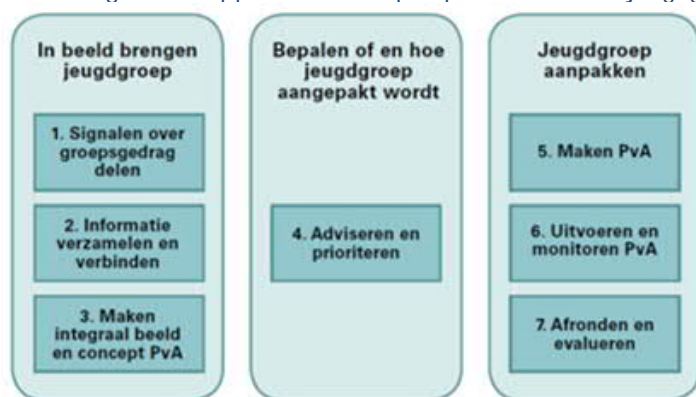 In beeld brengen
jeugdgroep
1. Signalen over
groepsgedrag
delen
2. Informatie
verzamelen en
verbinden
3. Maken
integraal beeld
en concept PvA
Bepalen of en hoe
jeugdgroep
aangepakt wordt
4. Adviseren en
prioriteren
Jeugdgroep
aanpakken
5. Maken PvA
6. Uitvoeren en
monitoren PvA
7. Afronden en
evalueren